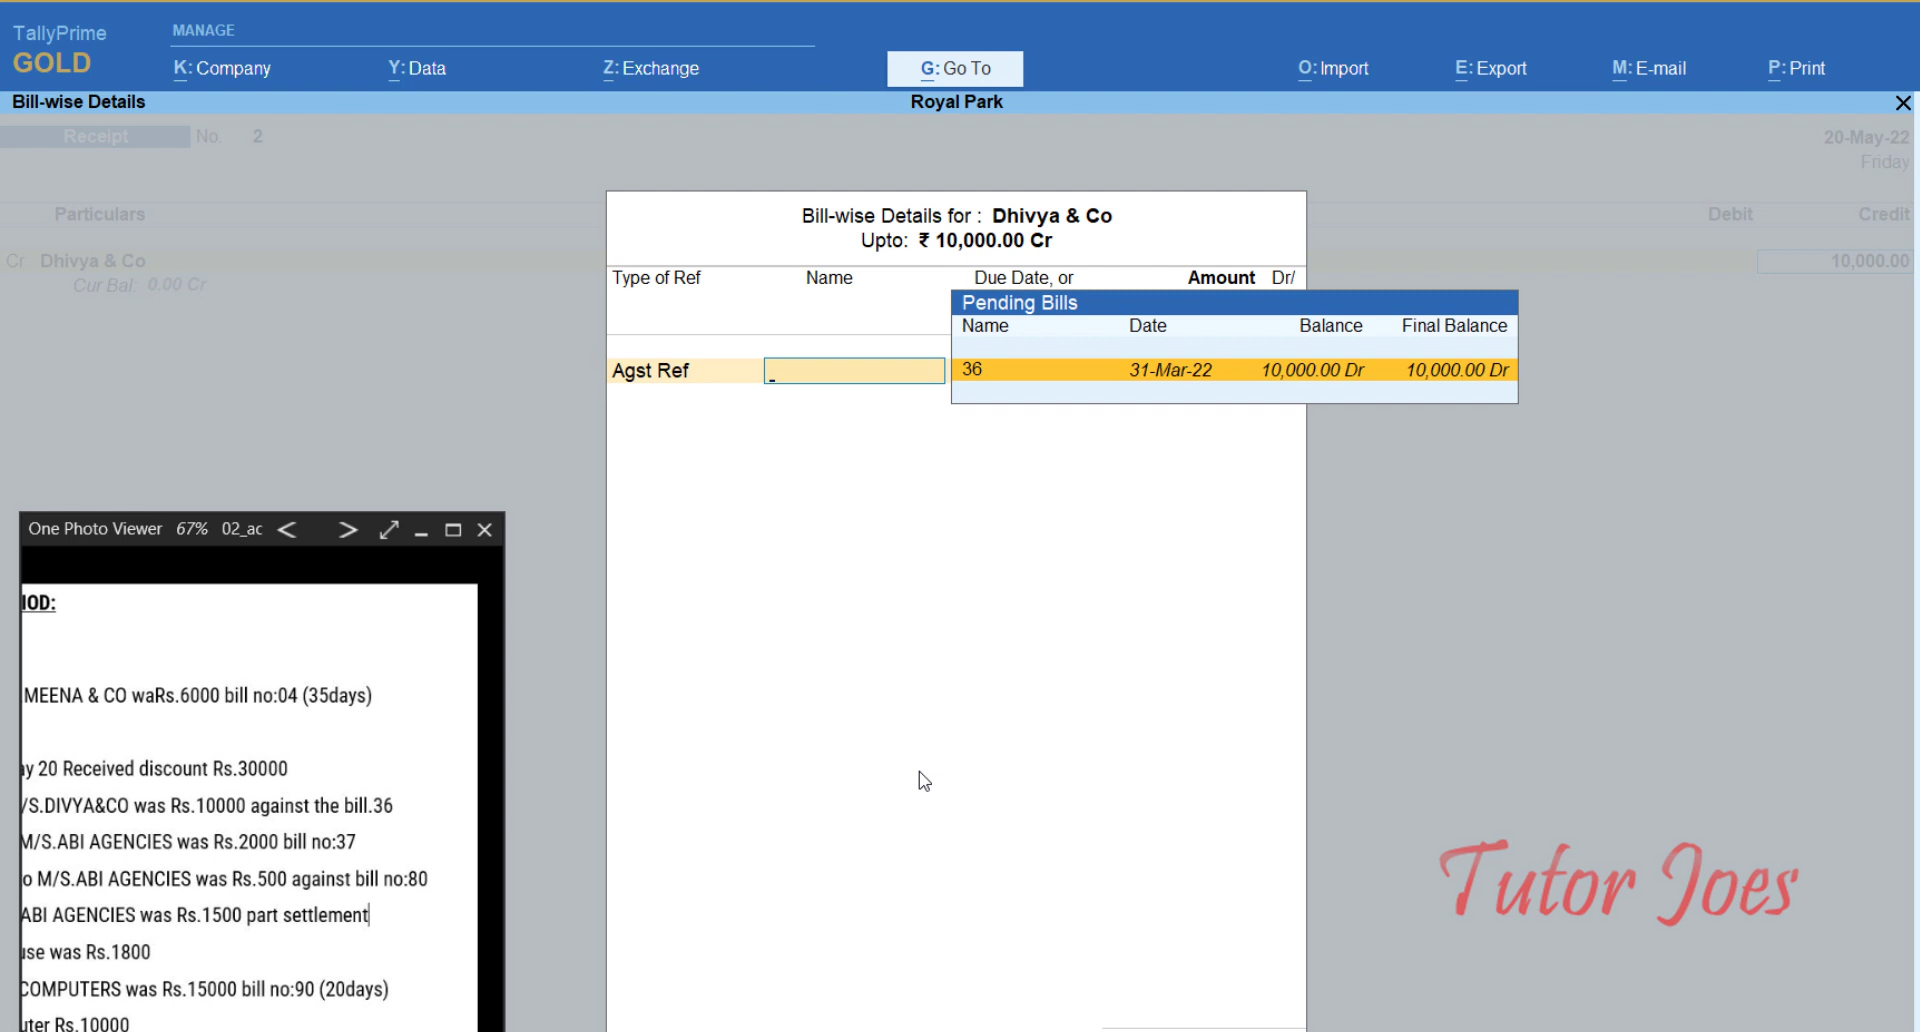 TallyPrime
GOLD
MANAGE
K: Company
Y: Data
Z: Exchange
G: Go To
O: Import
E: Export
M: E-mail
P: Print
Bill-wise Details
Royal Park
Receipt No. 2
20-May-22
Friday
Particulars
Debit Credit
Cr Dhivya & Co
10,000.00
Cur Bal: 0.00 Cr
Bill-wise Details for : Dhivya & Co
Upto: ₹ 10,000.00 Cr
Type of Ref Name Due Date, or Amount Dr/
Pending Bills
Name Date Balance Final Balance
Agst Ref
36 31-Mar-22 10,000.00 Dr 10,000.00 Dr
One Photo Viewer 67% 02_ac
IOD:
MEENA & CO waRs.6000 bill no:04 (35days)
ay 20 Received discount Rs.30000
/S.DIVYA&CO was Rs.10000 against the bill.36
M/S.ABI AGENCIES was Rs.2000 bill no:37
o M/S.ABI AGENCIES was Rs.500 against bill no:80
ABI AGENCIES was Rs.1500 part settlement
use was Rs.1800
COMPUTERS was Rs.15000 bill no:90 (20days)
uter Rs.10000
Tutor Joes